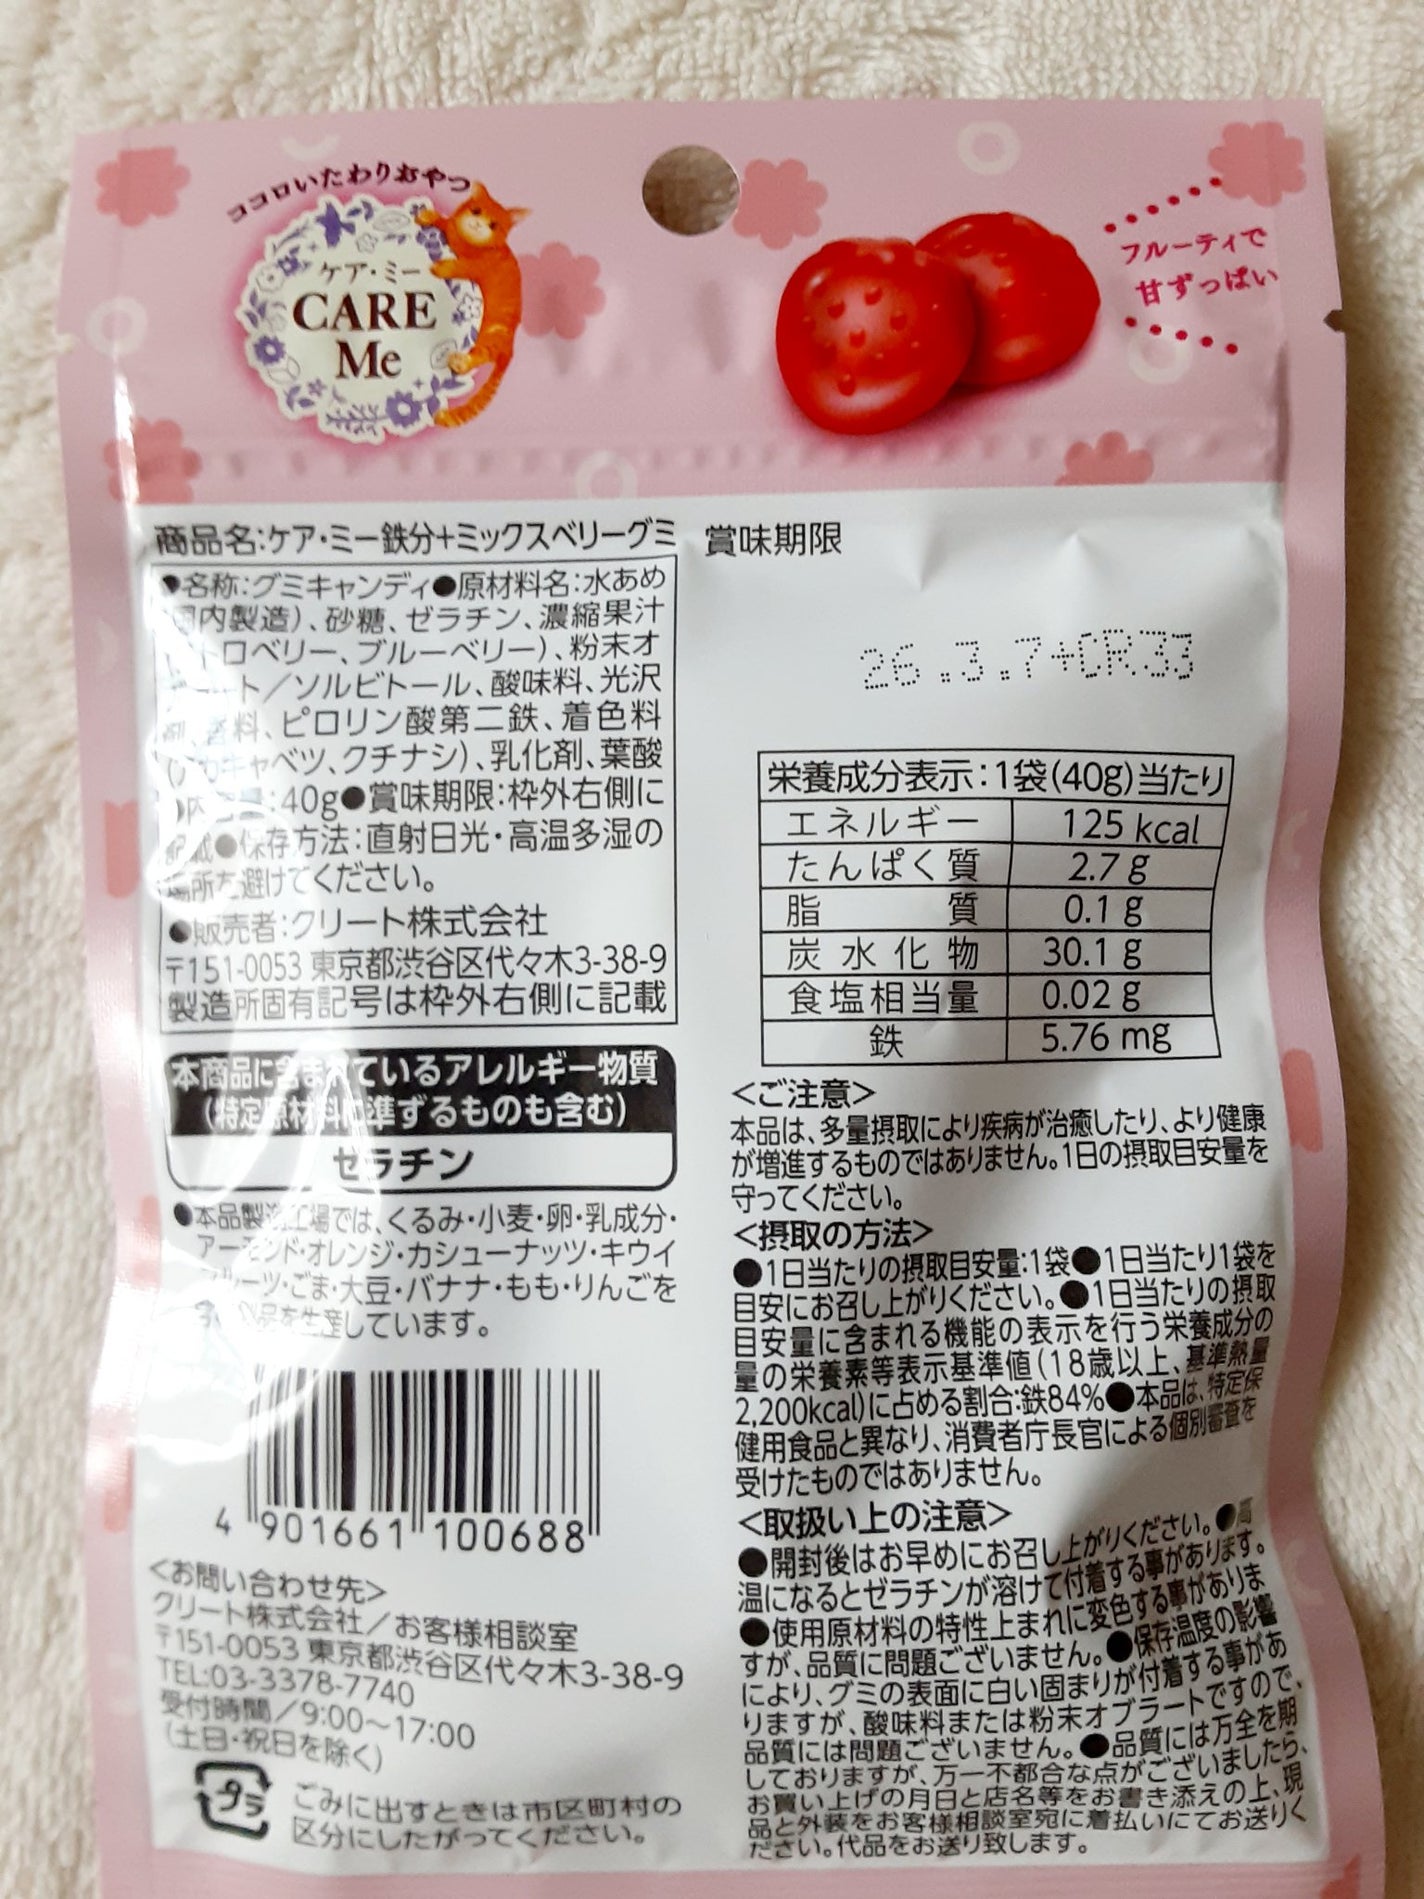 ココロいたわりおやつ
ケア・ミー
CARE
Me
フルーティで
甘ずっぱい
商品名:ケア・ミー鉄分+ミックスベリーグミ
●名称:グミキャンディ●原材料名:水あめ
国内製造)、砂糖、ゼラチン、濃縮果汁
トロベリー、ブルーベリー)、粉末オ
ート/ソルビトール、酸味料、光沢
剤、香料、ピロリン酸第二鉄、着色料
カキャベツ、クチナシ)、乳化剤、葉酸
●内容量:40g●賞味期限:枠外右側に
記載●保存方法:直射日光・高温多湿の
場所を避けてください。
●販売者:クリート株式会社
〒151-0053 東京都渋谷区代々木3-38-9
製造所固有記号は枠外右側に記載
本商品に含まれているアレルギー物質
(特定原材料に準ずるものも含む)
ゼラチン
●本品製造工場では、くるみ・小麦・卵・乳成分・
アーモンド・オレンジ・カシューナッツ・キウイ
フルーツ・ごま・大豆・バナナ・もも・りんごを
品を生産しています。
4 901661 100688
<お問い合わせ先>
クリート株式会社/お客様相談室
〒151-0053 東京都渋谷区代々木3-38-9
TEL:03-3378-7740
受付時間/9:00~17:00
(土日・祝日を除く)
プラ
ごみに出すときは市区町村の
区分にしたがってください。
賞味期限
26.3.7+CR33
栄養成分表示:1袋(40g)当たり
エネルギー 125 kcal
たんぱく質 2.7 g
脂質 0.1 g
炭水化物 30.1 g
食塩相当量 0.02 g
鉄 5.76 mg
<ご注意>
本品は、多量摂取により疾病が治癒したり、より健康
が増進するものではありません。1日の摂取目安量を
守ってください。
<摂取の方法>
●1日当たりの摂取目安量:1袋●1日当たり1袋を
目安にお召し上がりください。●1日当たりの摂取
目安量に含まれる機能の表示を行う栄養成分の
量の栄養素等表示基準値(18歳以上、基準熱量
2,200kcal)に占める割合:鉄84%●本品は、特定保
健用食品と異なり、消費者庁長官による個別審査を
受けたものではありません。
<取扱い上の注意>
●開封後はお早めにお召し上がりください。●高
温になるとゼラチンが溶けて付着する事があります。
●使用原材料の特性上まれに変色する事がありま
すが、品質に問題ございません。●保存温度の影響
により、グミの表面に白い固まりが付着する事があ
りますが、酸味料または粉末オブラートですので、
品質には問題ございません。●品質には万全を期
しておりますが、万一不都合な点がございましたら、
お買い上げの月日と店名等をお書き添えの上、現
品と外装をお客様相談室宛に着払いにてお送りく
ださい。代品をお送り致します。